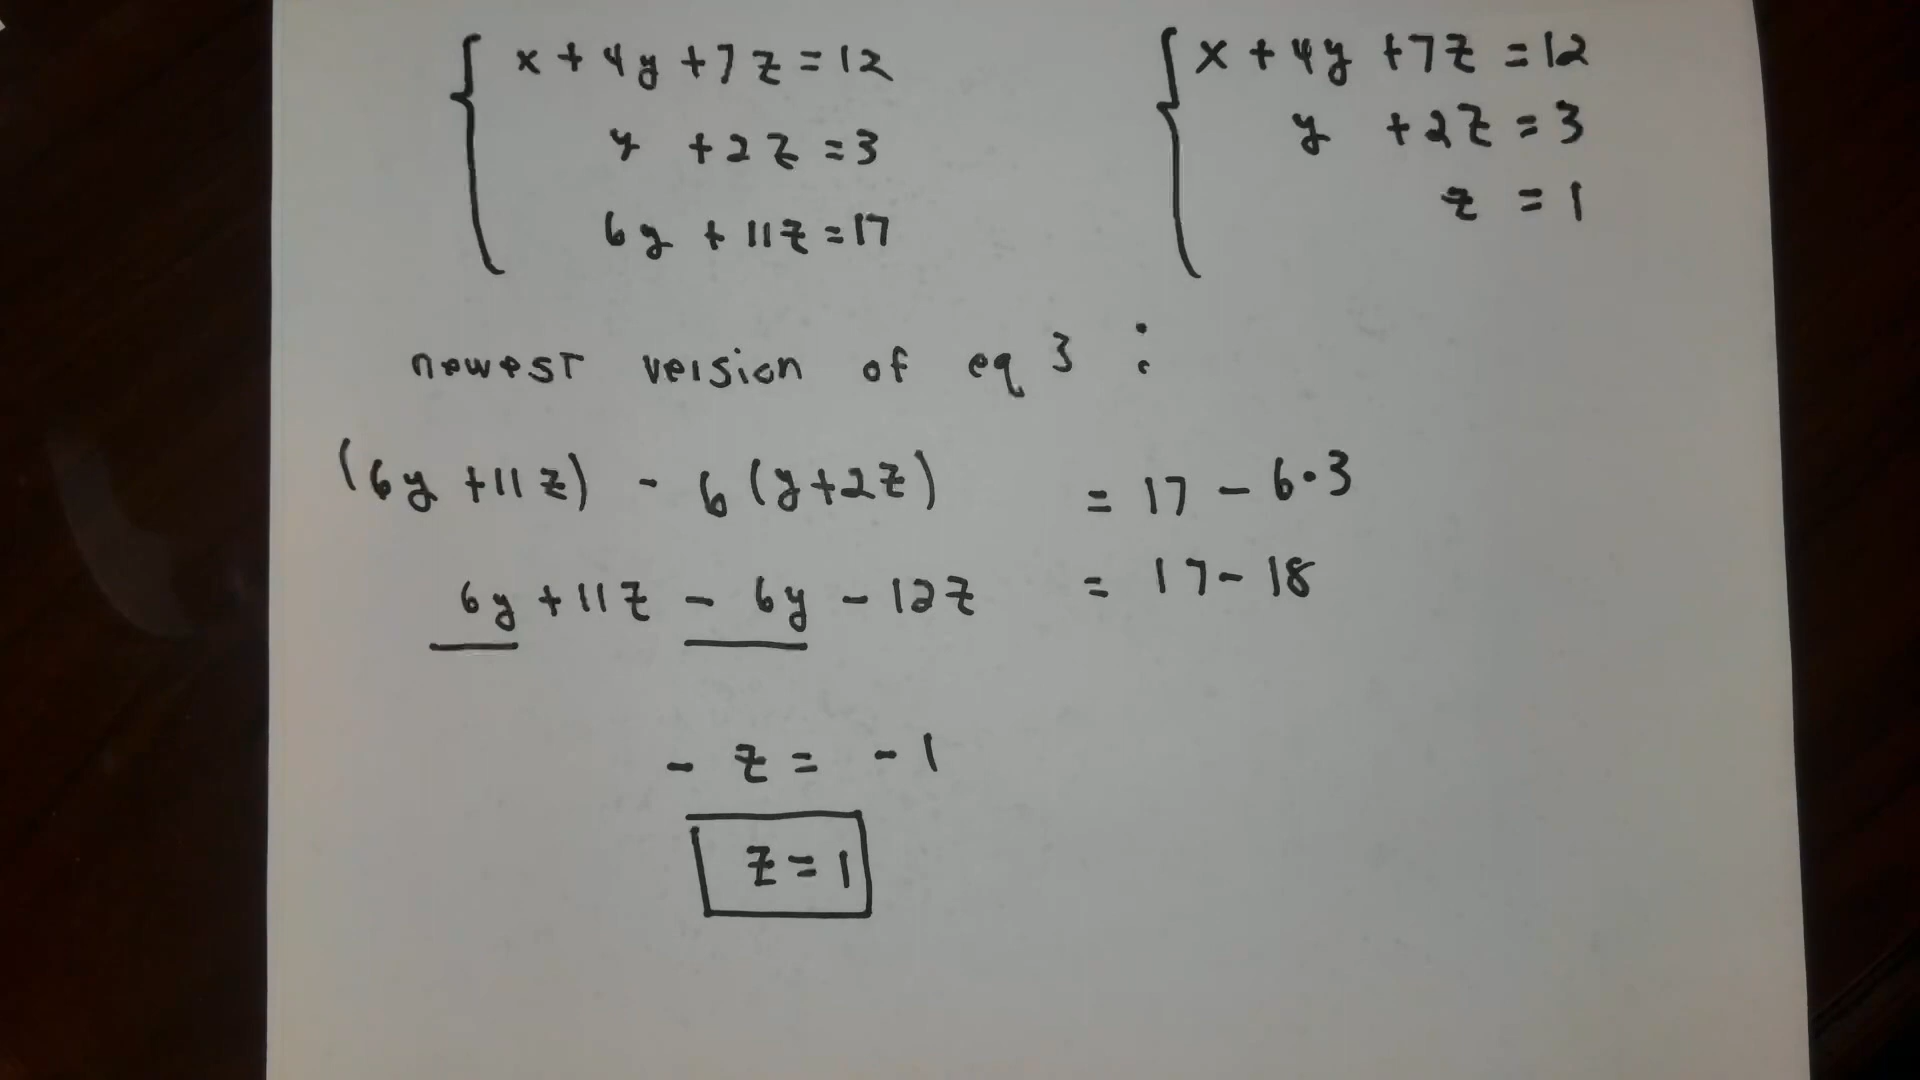 x + 4y + 7z = 12
y + 2z = 3
6y + 11z = 17
x + 4y + 7z = 12
y + 2z = 3
z = 1
newest version of eq 3 :
(6y + 11z) - 6(y + 2z) = 17 - 6·3
6y + 11z - 6y - 12z = 17 - 18
- z = - 1
z = 1